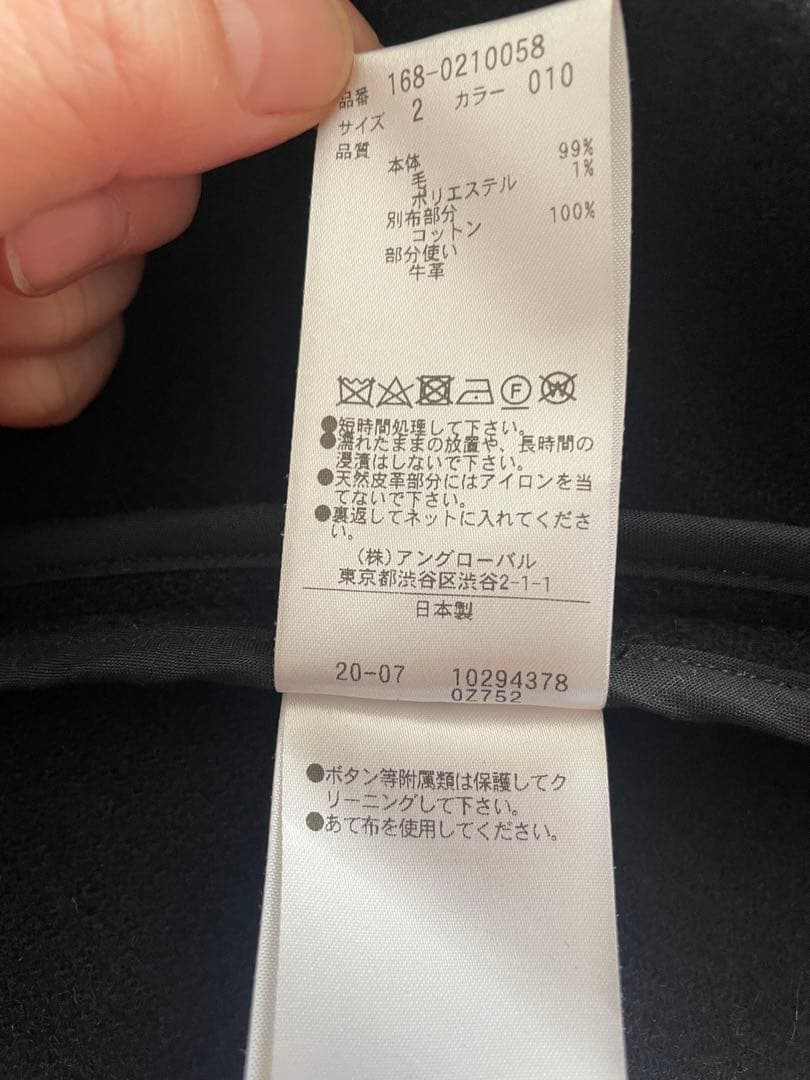 品番 168-0210058
サイズ 2 カラー 010
品質
本体
毛 99%
ポリエステル 1%
別布部分
コットン 100%
部分使い
牛革
F W
●短時間処理して下さい。
●濡れたままの放置や、長時間の
浸漬はしないで下さい。
●天然皮革部分にはアイロンを当
てないで下さい。
●裏返してネットに入れてくださ
い。
(株)アングローバル
東京都渋谷区渋谷2-1-1
日本製
20-07 10294378
0Z752
●ボタン等附属類は保護してク
リーニングして下さい。
●あて布を使用してください。